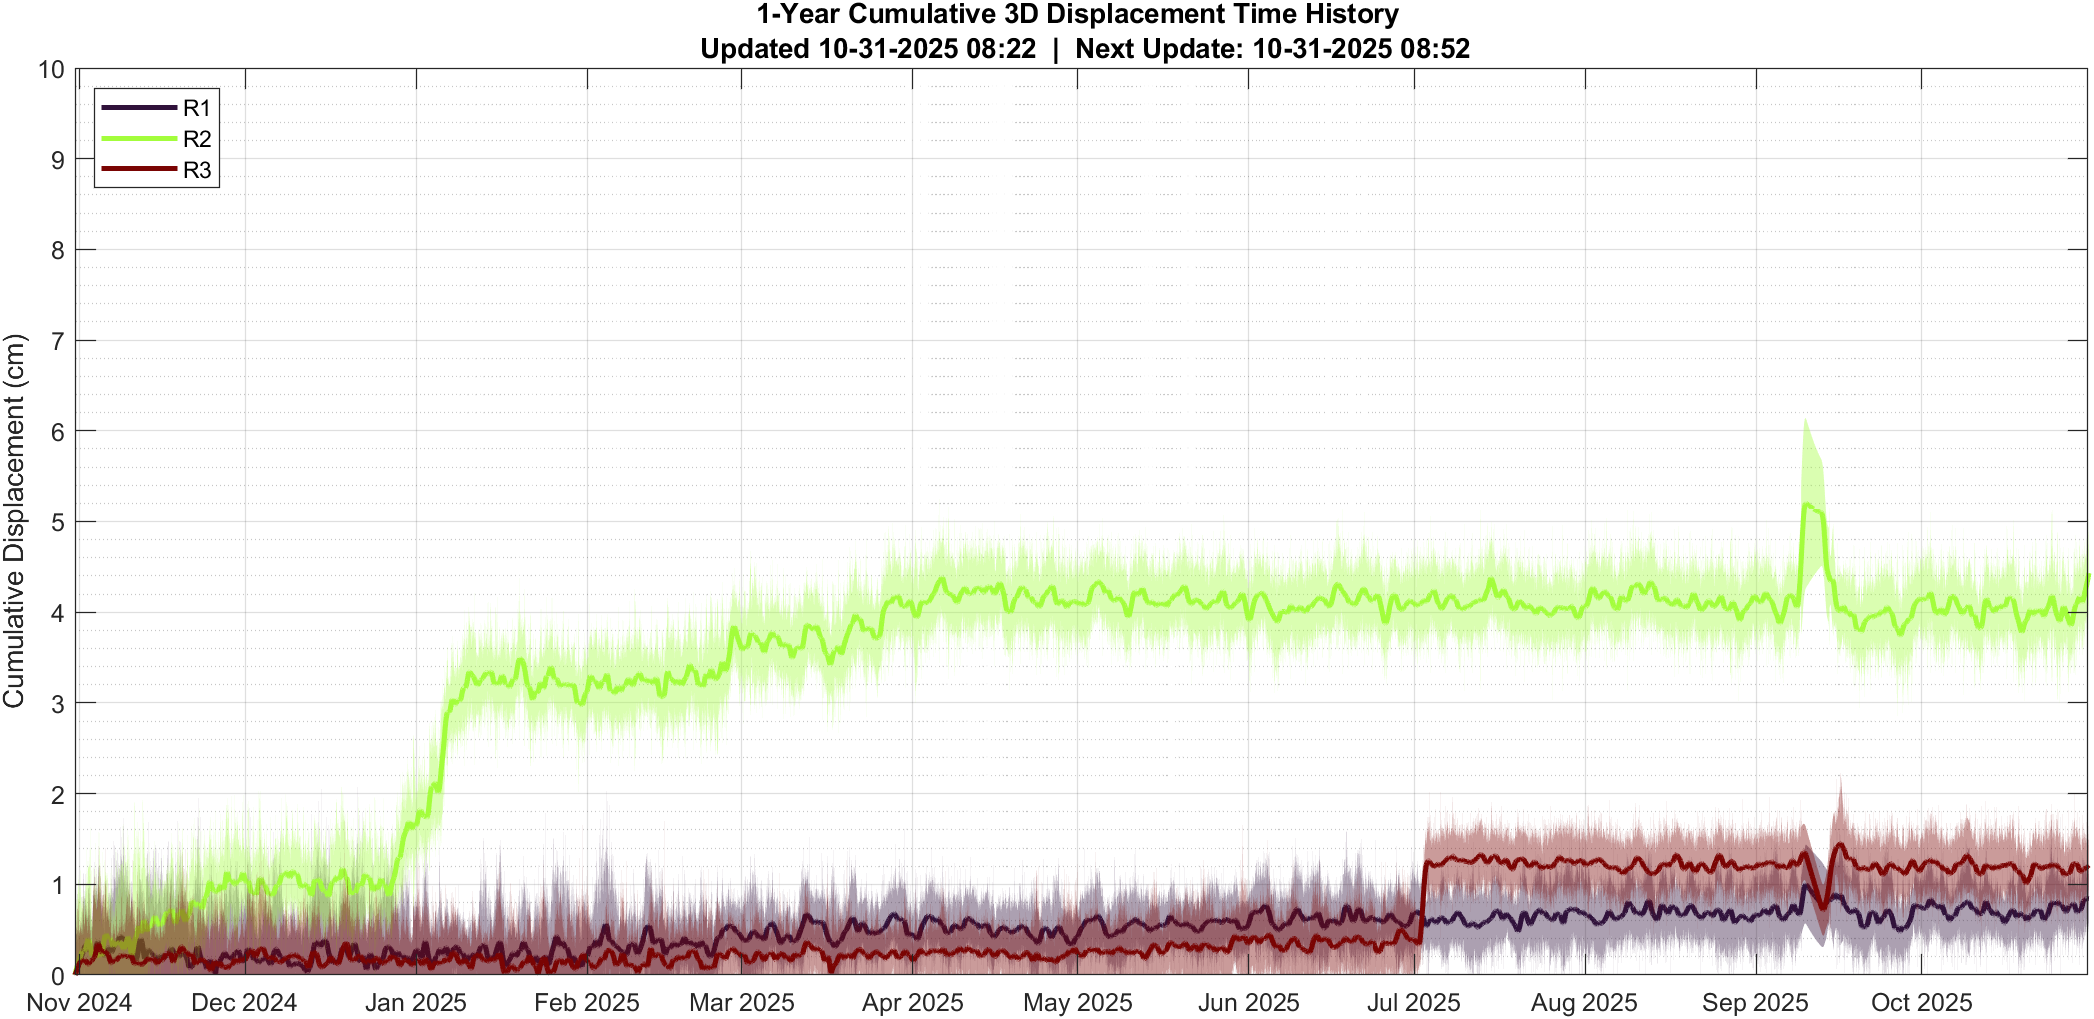 1-Year Cumulative 3D Displacement Time History
Updated 10-31-2025 08:22 | Next Update: 10-31-2025 08:52
10
9
8
7
6
5
4
3
2
1
0
Cumulative Displacement (cm)
R1
R2
R3
Nov 2024
Dec 2024
Jan 2025
Feb 2025
Mar 2025
Apr 2025
May 2025
Jun 2025
Jul 2025
Aug 2025
Sep 2025
Oct 2025